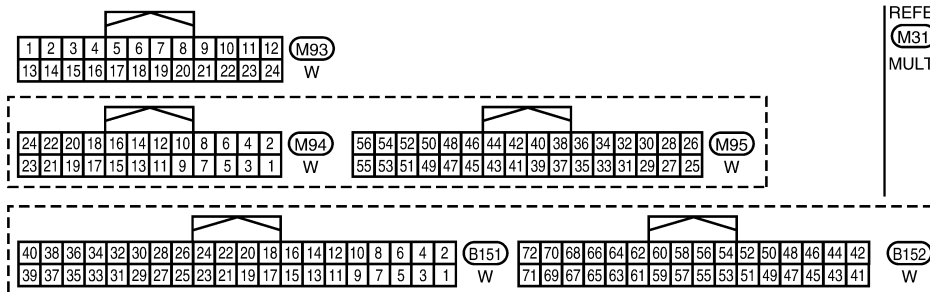 REFE
1 2 3 4 5 6 7 8 9 10 11 12 M93
13 14 15 16 17 18 19 20 21 22 23 24 W
M31
MULT
24 22 20 18 16 14 12 10 8 6 4 2 M94
23 21 19 17 15 13 11 9 7 5 3 1 W
56 54 52 50 48 46 44 42 40 38 36 34 32 30 28 26 M95
55 53 51 49 47 45 43 41 39 37 35 33 31 29 27 25 W
40 38 36 34 32 30 28 26 24 22 20 18 16 14 12 10 8 6 4 2 B151
39 37 35 33 31 29 27 25 23 21 19 17 15 13 11 9 7 5 3 1 W
72 70 68 66 64 62 60 58 56 54 52 50 48 46 44 42 B152
71 69 67 65 63 61 59 57 55 53 51 49 47 45 43 41 W